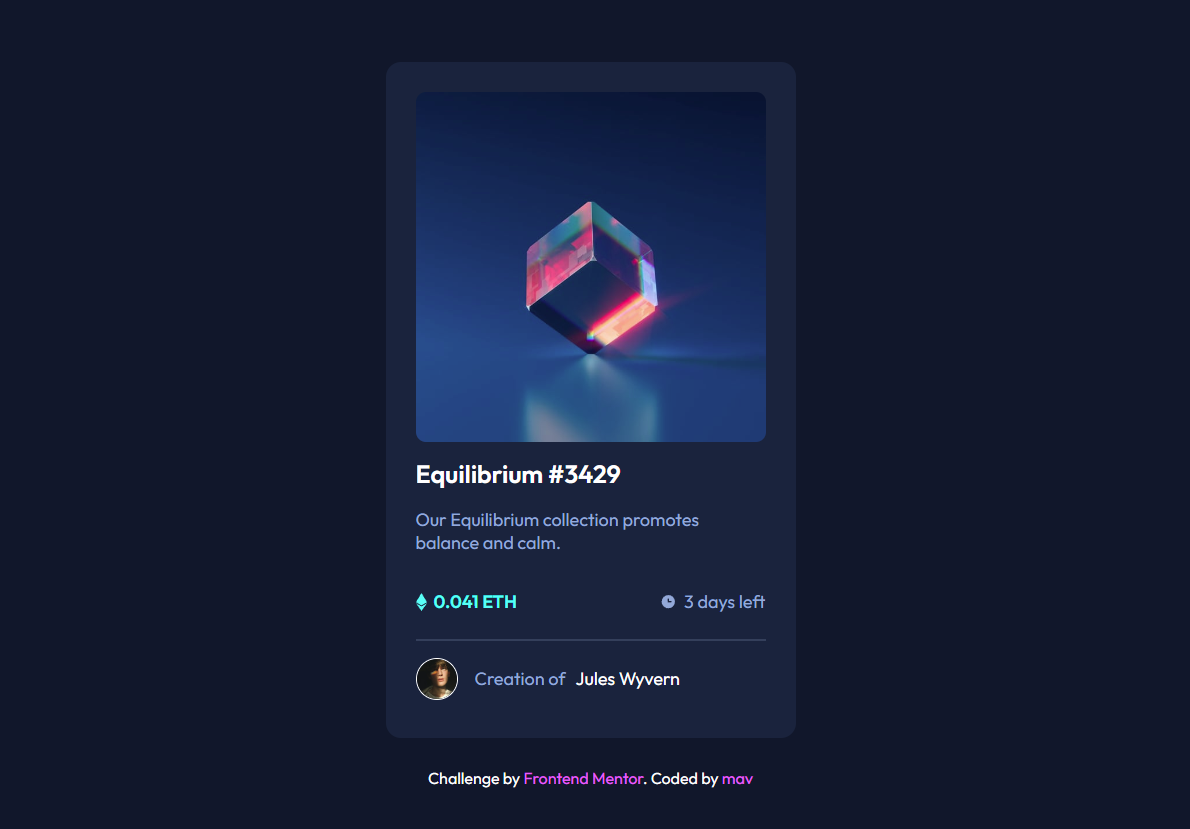 Equilibrium #3429
Our Equilibrium collection promotes
balance and calm.
0.041 ETH
3 days left
Creation of Jules Wyvern
Challenge by Frontend Mentor. Coded by mav